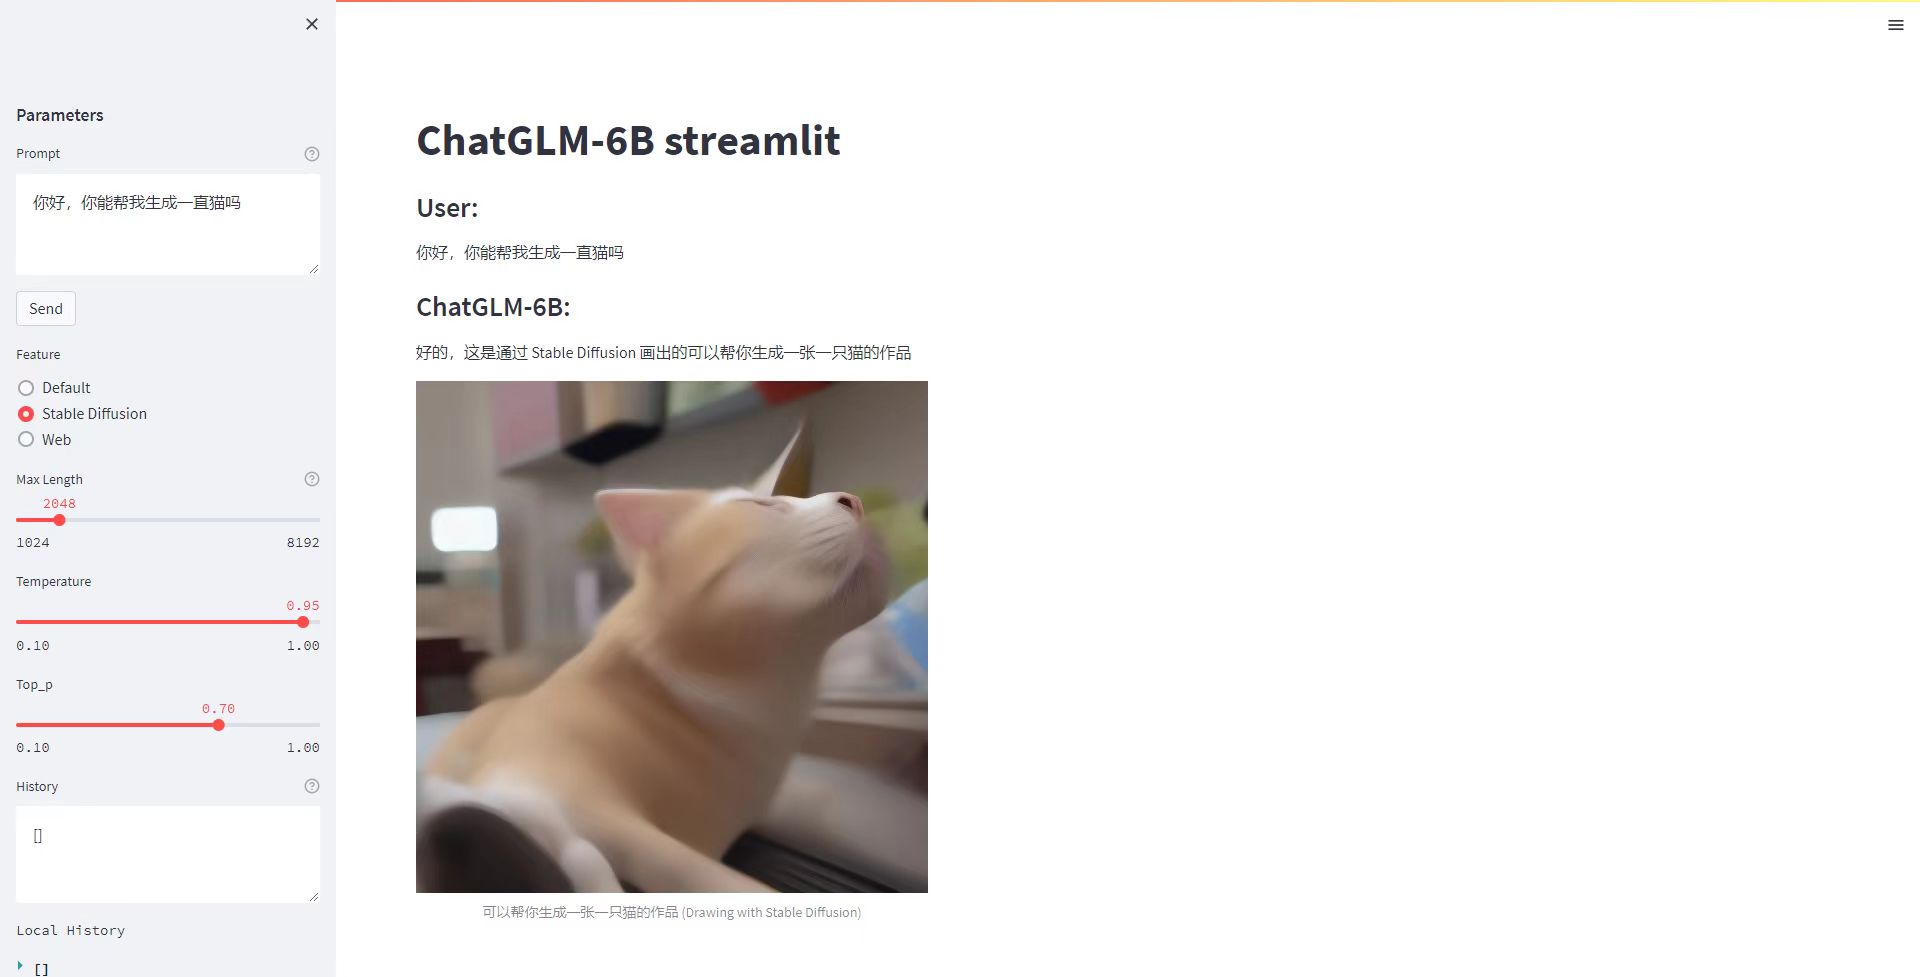 Parameters
Prompt
你好，你能帮我生成一直猫吗
Send
Feature
Default
Stable Diffusion
Web
Max Length
2048
1024 8192
Temperature
0.95
0.10 1.00
Top_p
0.70
0.10 1.00
History
[]
Local History
[]
ChatGLM-6B streamlit
User:
你好，你能帮我生成一直猫吗
ChatGLM-6B:
好的，这是通过 Stable Diffusion 画出的可以帮你生成一张一只猫的作品
可以帮你生成一张一只猫的作品 (Drawing with Stable Diffusion)